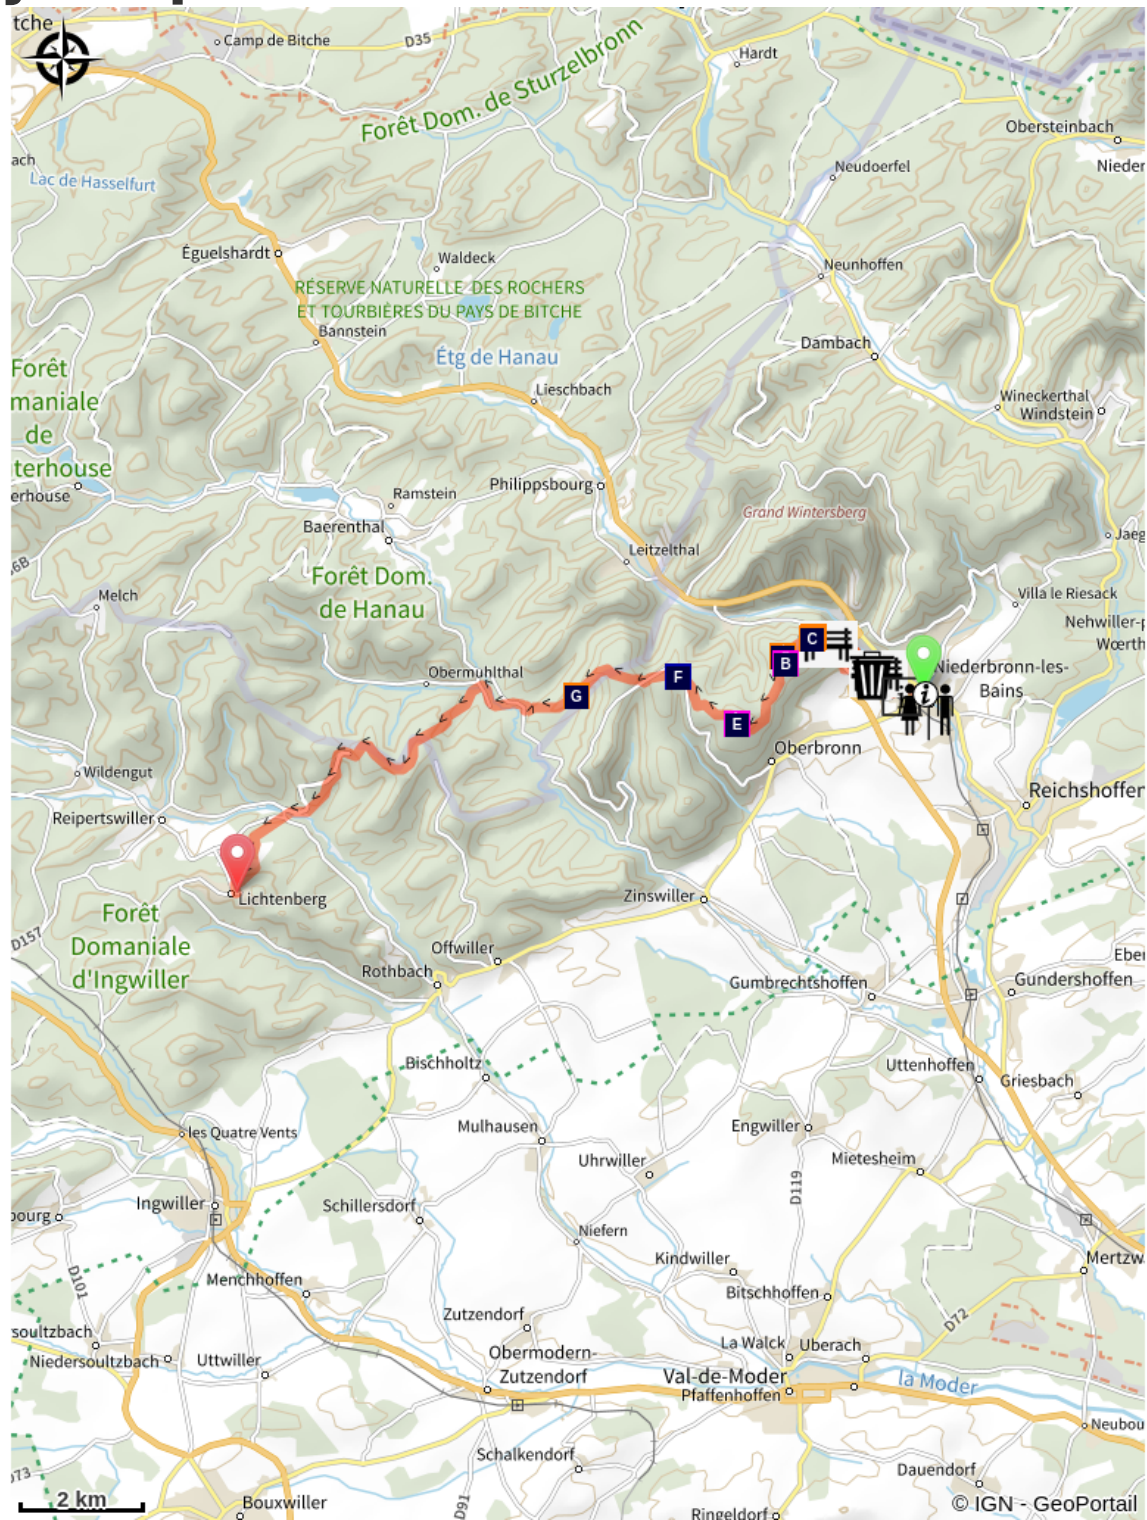 tche
Camp de Bitche
D35
Hardt
Forêt Dom. de Sturzelbronn
Obersteinbach
ach
Lac de Hasselfurt
Neudoerfel
Nieder
Éguelshardt
Waldeck
Neunhoffen
RÉSERVE NATURELLE DES ROCHERS
ET TOURBIÈRES DU PAYS DE BITCHE
Bannstein
Dambach
Étg de Hanau
Forêt
maniale
de
terhouse
Lieschbach
Wineckerthal
Windstein
erhouse
Ramstein
Philippsbourg
Grand Wintersberg
Baerenthal
Jaeg
Leitzelthal
6B
Forêt Dom.
de Hanau
Melch
Villa le Riesack
Nehwiller-p
Wœrth
C
B
Obermuhlthal
F
Niederbronn-les-
Bains
G
i
E
Oberbronn
Wildengut
Reichshoffen
Reipertswiller
Lichtenberg
Zinswiller
Forêt
Domaniale
d'Ingwiller
D157
Offwiller
Rothbach
Eber
Gumbrechtshoffen
Gundershoffen
Bischholtz
Uttenhoffen
Griesbach
les Quatre Vents
Mulhausen
Engwiller
Uhrwiller
Mietesheim
D119
Ingwiller
bourg
Schillersdorf
Niefern
Kindwiller
Mertzw
D101
Menchhoffen
Bitschhoffen
Zutzendorf
D72
soultzbach
Niedersoultzbach
Uttwiller
Obermodern-
Zutzendorf
La Walck
Uberach
Val-de-Moder
Pfaffenhoffen
la Moder
Neubou
Schalkendorf
Dauendorf
D73
2 km
Bouxwiller
D91
Ringeldorf
© IGN - GeoPortail